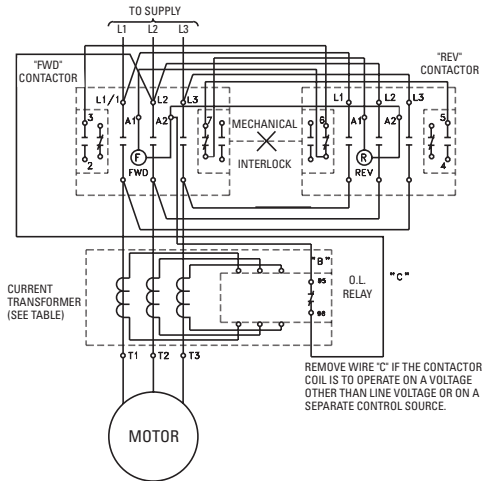 TO SUPPLY
L1 L2 L3
"FWD"
CONTACTOR
"REV"
CONTACTOR
L1/1 L2 L3
L1 L2 L3
3 A1 A2 7
MECHANICAL
6 A1 A2 5
F
R
2 FWD
INTERLOCK
REV 4
"B"
CURRENT
TRANSFORMER
(SEE TABLE)
95
O.L.
RELAY
"C"
96
T1 T2 T3
REMOVE WIRE "C" IF THE CONTACTOR
COIL IS TO OPERATE ON A VOLTAGE
OTHER THAN LINE VOLTAGE OR ON A
SEPARATE CONTROL SOURCE.
MOTOR